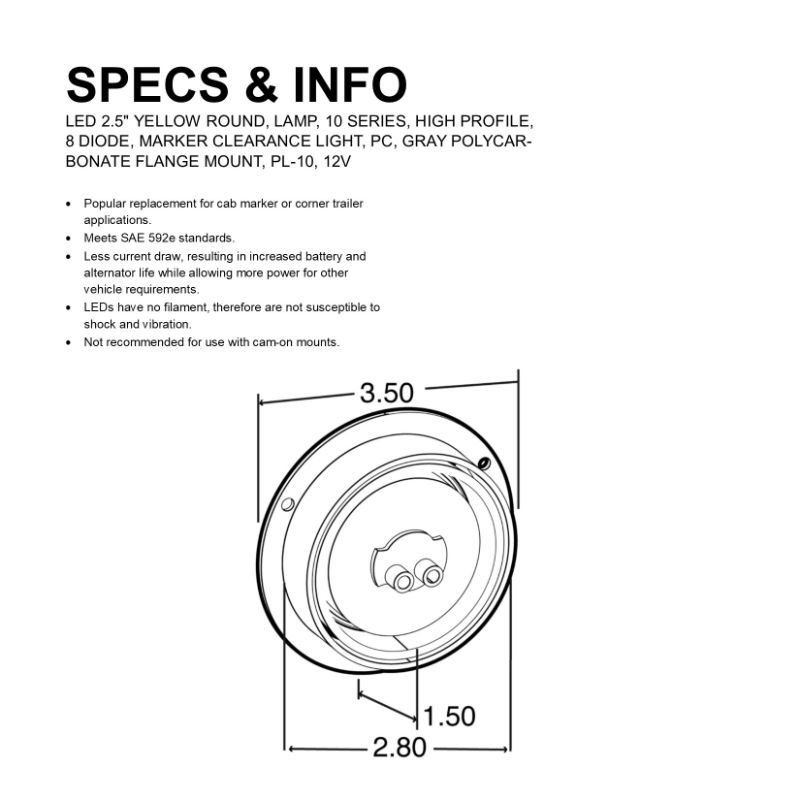 SPECS & INFO
LED 2.5" YELLOW ROUND, LAMP, 10 SERIES, HIGH PROFILE,
8 DIODE, MARKER CLEARANCE LIGHT, PC, GRAY POLYCAR-
BONATE FLANGE MOUNT, PL-10, 12V
• Popular replacement for cab marker or corner trailer
applications.
• Meets SAE 592e standards.
• Less current draw, resulting in increased battery and
alternator life while allowing more power for other
vehicle requirements.
• LEDs have no filament, therefore are not susceptible to
shock and vibration.
• Not recommended for use with cam-on mounts.
3.50
1.50
2.80